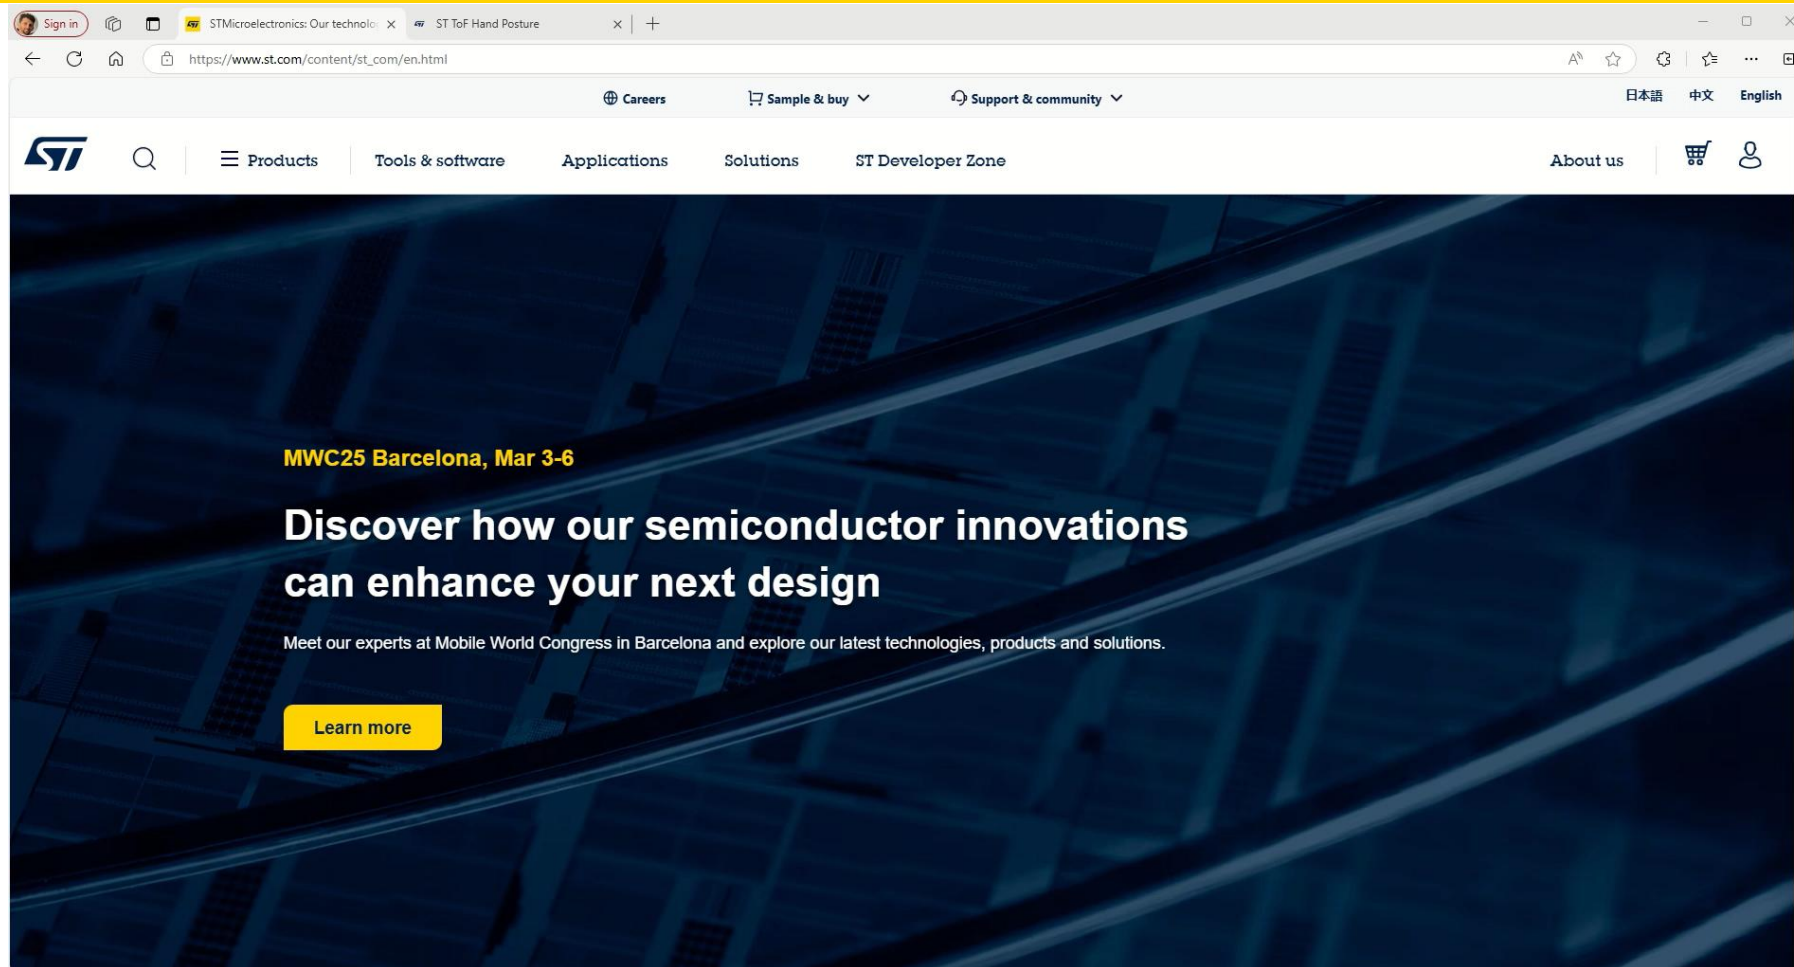 Sign in
STMicroelectronics: Our technolo
ST ToF Hand Posture
https://www.st.com/content/st_com/en.html
Careers
Sample & buy
Support & community
日本語
中文
English
ST
Products
Tools & software
Applications
Solutions
ST Developer Zone
About us
MWC25 Barcelona, Mar 3-6
Discover how our semiconductor innovations
can enhance your next design
Meet our experts at Mobile World Congress in Barcelona and explore our latest technologies, products and solutions.
Learn more